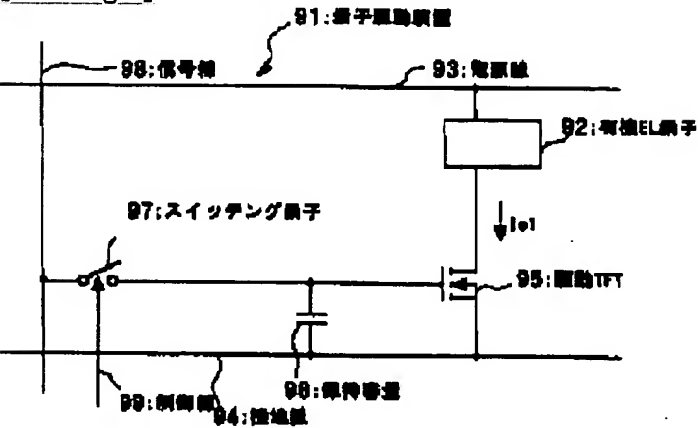 91:素子駆動装置
98:信号線
93:電源線
92:有機EL素子
97:スイッチング素子
Iel
95:駆動TFT
96:保持容量
99:制御線
94:接地線